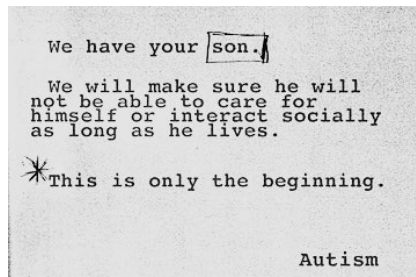 We have your son.
We will make sure he will
not be able to care for
himself or interact socially
as long as he lives.
*This is only the beginning.
Autism